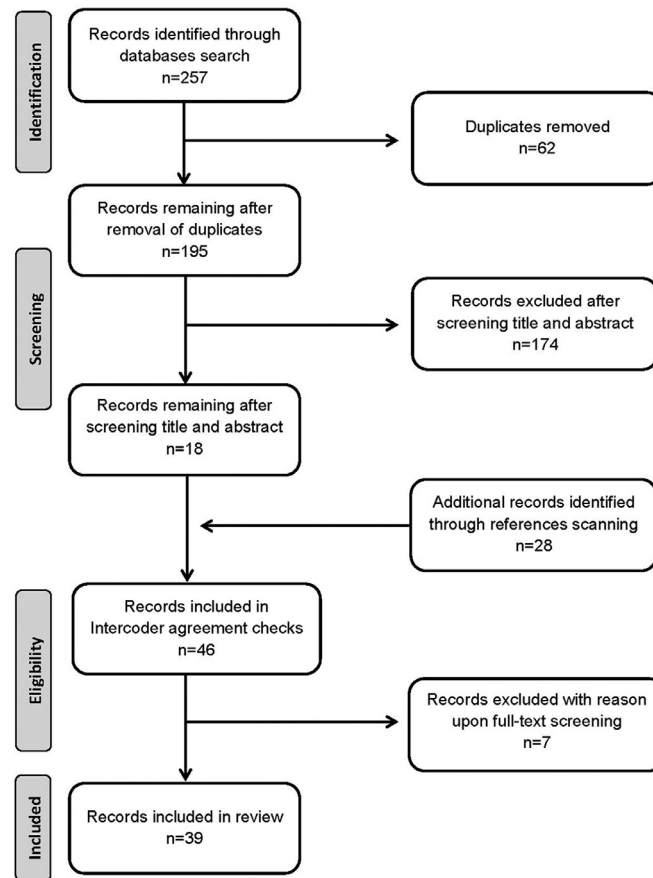 Identification
Records identified through
databases search
n=257
Duplicates removed
n=62
Records remaining after
removal of duplicates
n=195
Screening
Records excluded after
screening title and abstract
n=174
Records remaining after
screening title and abstract
n=18
Additional records identified
through references scanning
n=28
Eligibility
Records included in
Intercoder agreement checks
n=46
Records excluded with reason
upon full-text screening
n=7
Included
Records included in review
n=39